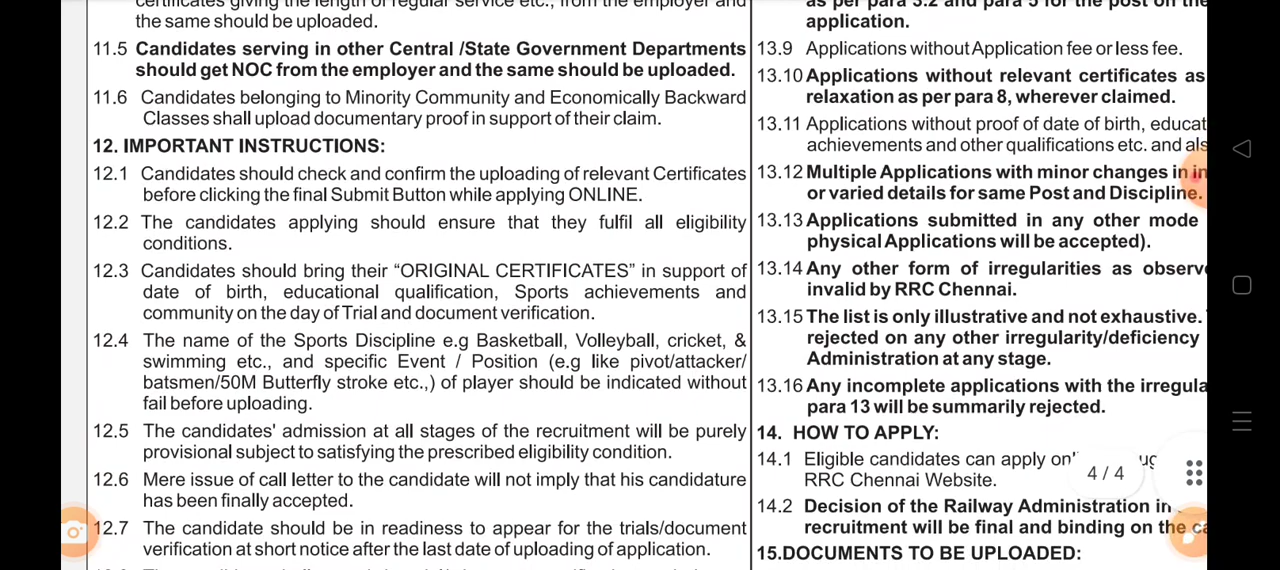 certificates giving the length of regular service etc., from the employer and
the same should be uploaded.
11.5 Candidates serving in other Central /State Government Departments
should get NOC from the employer and the same should be uploaded.
11.6 Candidates belonging to Minority Community and Economically Backward
Classes shall upload documentary proof in support of their claim.
12. IMPORTANT INSTRUCTIONS:
12.1 Candidates should check and confirm the uploading of relevant Certificates
before clicking the final Submit Button while applying ONLINE.
12.2 The candidates applying should ensure that they fulfil all eligibility
conditions.
12.3 Candidates should bring their “ORIGINAL CERTIFICATES” in support of
date of birth, educational qualification, Sports achievements and
community on the day of Trial and document verification.
12.4 The name of the Sports Discipline e.g Basketball, Volleyball, cricket, &
swimming etc., and specific Event / Position (e.g like pivot/attacker/
batsmen/50M Butterfly stroke etc.,) of player should be indicated without
fail before uploading.
12.5 The candidates' admission at all stages of the recruitment will be purely
provisional subject to satisfying the prescribed eligibility condition.
12.6 Mere issue of call letter to the candidate will not imply that his candidature
has been finally accepted.
12.7 The candidate should be in readiness to appear for the trials/document
verification at short notice after the last date of uploading of application.
as per para 3.2 and para 5 for the post on the
application.
13.9 Applications without Application fee or less fee.
13.10 Applications without relevant certificates as
relaxation as per para 8, wherever claimed.
13.11 Applications without proof of date of birth, educat
achievements and other qualifications etc. and als
13.12 Multiple Applications with minor changes in in
or varied details for same Post and Discipline.
13.13 Applications submitted in any other mode
physical Applications will be accepted).
13.14 Any other form of irregularities as observ
invalid by RRC Chennai.
13.15 The list is only illustrative and not exhaustive.
rejected on any other irregularity/deficiency
Administration at any stage.
13.16 Any incomplete applications with the irregula
para 13 will be summarily rejected.
14. HOW TO APPLY:
14.1 Eligible candidates can apply
RRC Chennai Website.
14.2 Decision of the Railway Administration in
recruitment will be final and binding on the ca
15.DOCUMENTS TO BE UPLOADED:
4 / 4